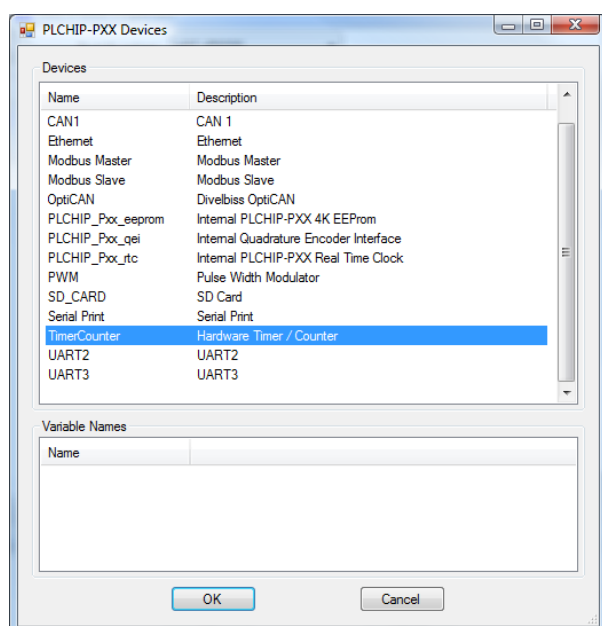 PLCHIP-PXX Devices
Devices
Name Description
CAN1 CAN 1
Ethernet Ethernet
Modbus Master Modbus Master
Modbus Slave Modbus Slave
OptiCAN Divelbiss OptiCAN
PLCHIP_Pxx_eeprom Internal PLCHIP-PXX 4K EEProm
PLCHIP_Pxx_qei Internal Quadrature Encoder Interface
PLCHIP_Pxx_rtc Internal PLCHIP-PXX Real Time Clock
PWM Pulse Width Modulator
SD_CARD SD Card
Serial Print Serial Print
TimerCounter Hardware Timer / Counter
UART2 UART2
UART3 UART3
Variable Names
Name
OK Cancel